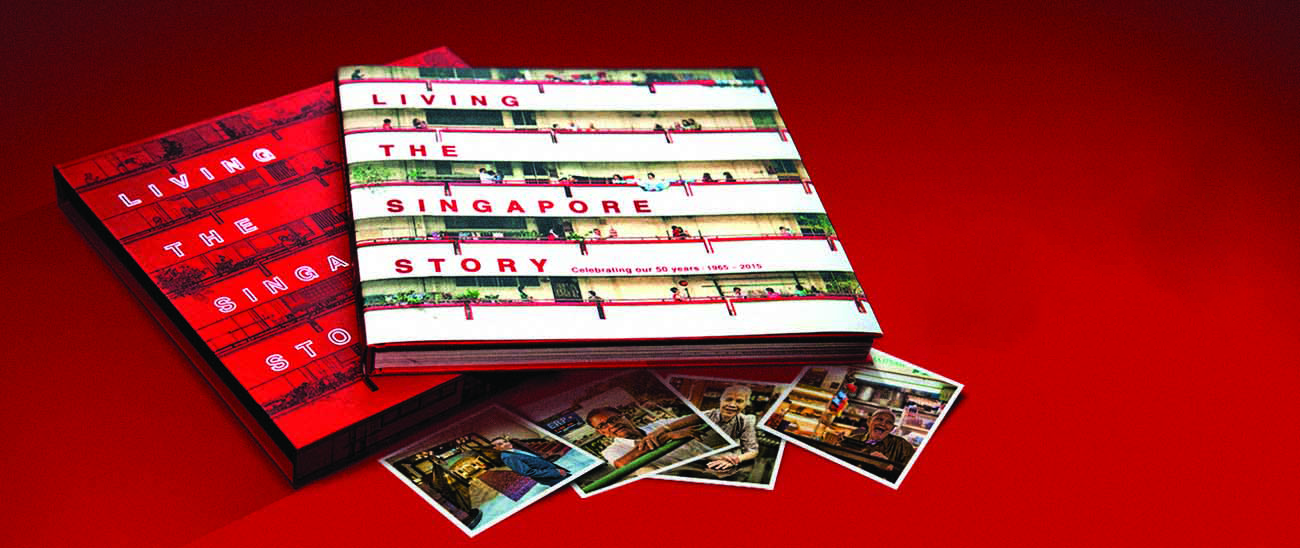 LIVING
THE
SINGAPORE
STORY
Celebrating our 50 years : 1965 – 2015
LIVING
THE
SINGA
STO